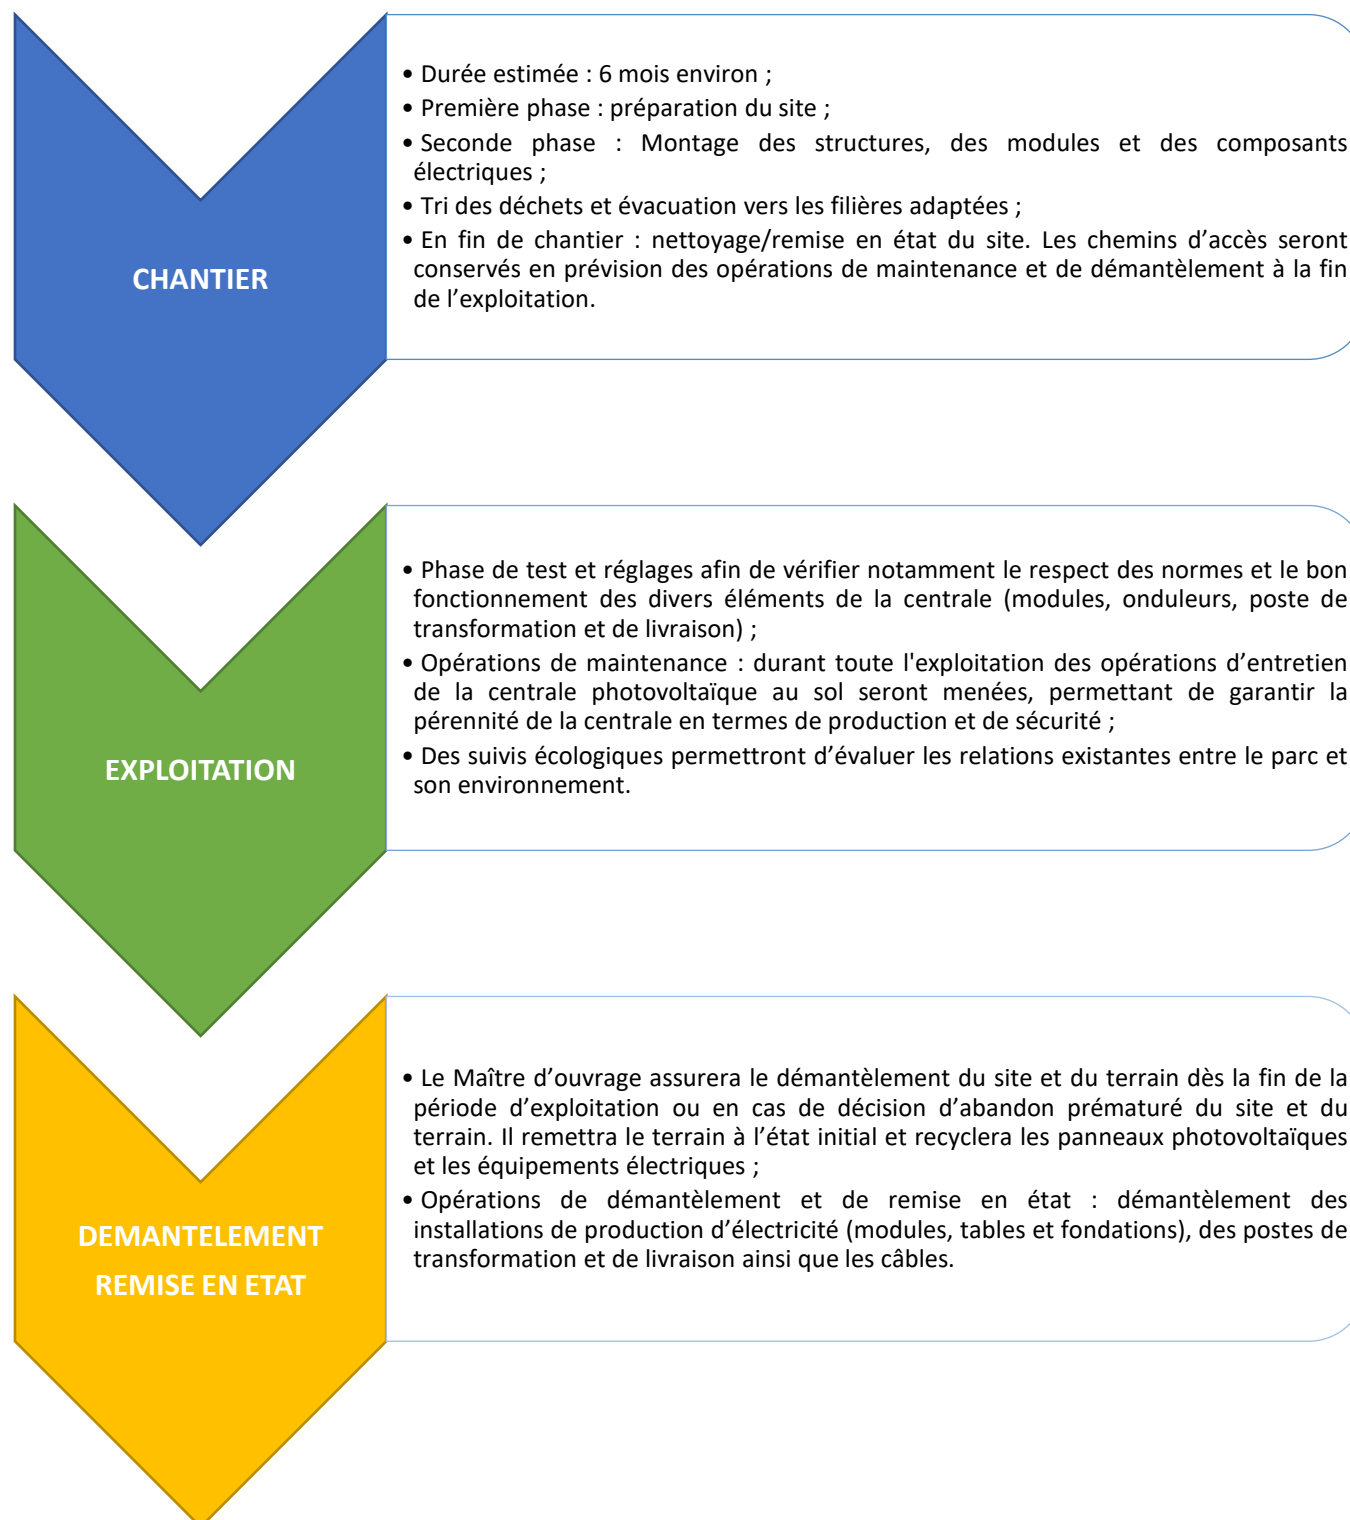 CHANTIER
• Durée estimée : 6 mois environ ;
• Première phase : préparation du site ;
• Seconde phase : Montage des structures, des modules et des composants
électriques ;
• Tri des déchets et évacuation vers les filières adaptées ;
• En fin de chantier : nettoyage/remise en état du site. Les chemins d’accès seront
conservés en prévision des opérations de maintenance et de démantèlement à la fin
de l’exploitation.
EXPLOITATION
• Phase de test et réglages afin de vérifier notamment le respect des normes et le bon
fonctionnement des divers éléments de la centrale (modules, onduleurs, poste de
transformation et de livraison) ;
• Opérations de maintenance : durant toute l'exploitation des opérations d’entretien
de la centrale photovoltaïque au sol seront menées, permettant de garantir la
pérennité de la centrale en termes de production et de sécurité ;
• Des suivis écologiques permettront d’évaluer les relations existantes entre le parc et
son environnement.
DEMANTELEMENT
REMISE EN ETAT
• Le Maître d’ouvrage assurera le démantèlement du site et du terrain dès la fin de la
période d’exploitation ou en cas de décision d’abandon prématuré du site et du
terrain. Il remettra le terrain à l’état initial et recyclera les panneaux photovoltaïques
et les équipements électriques ;
• Opérations de démantèlement et de remise en état : démantèlement des
installations de production d’électricité (modules, tables et fondations), des postes de
transformation et de livraison ainsi que les câbles.